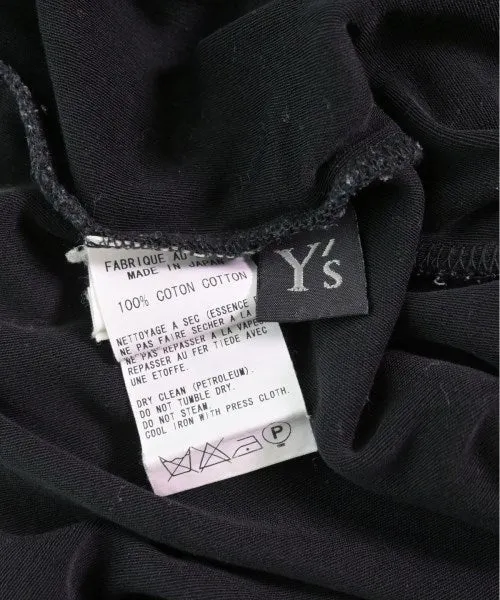 FABRIQUE AU
MADE IN JAPAN
100% COTON COTTON
NETTOYAGE A SEC (ESSENCE
NE PAS FAIRE SECHER A LA
NE PAS REPASSER A LA VAPE
REPASSER AU FER TIEDE AVEC
UNE ETOFFE.
DRY CLEAN (PETROLEUM).
DO NOT TUMBLE DRY.
DO NOT STEAM.
COOL IRON WITH PRESS CLOTH.
P
Y's